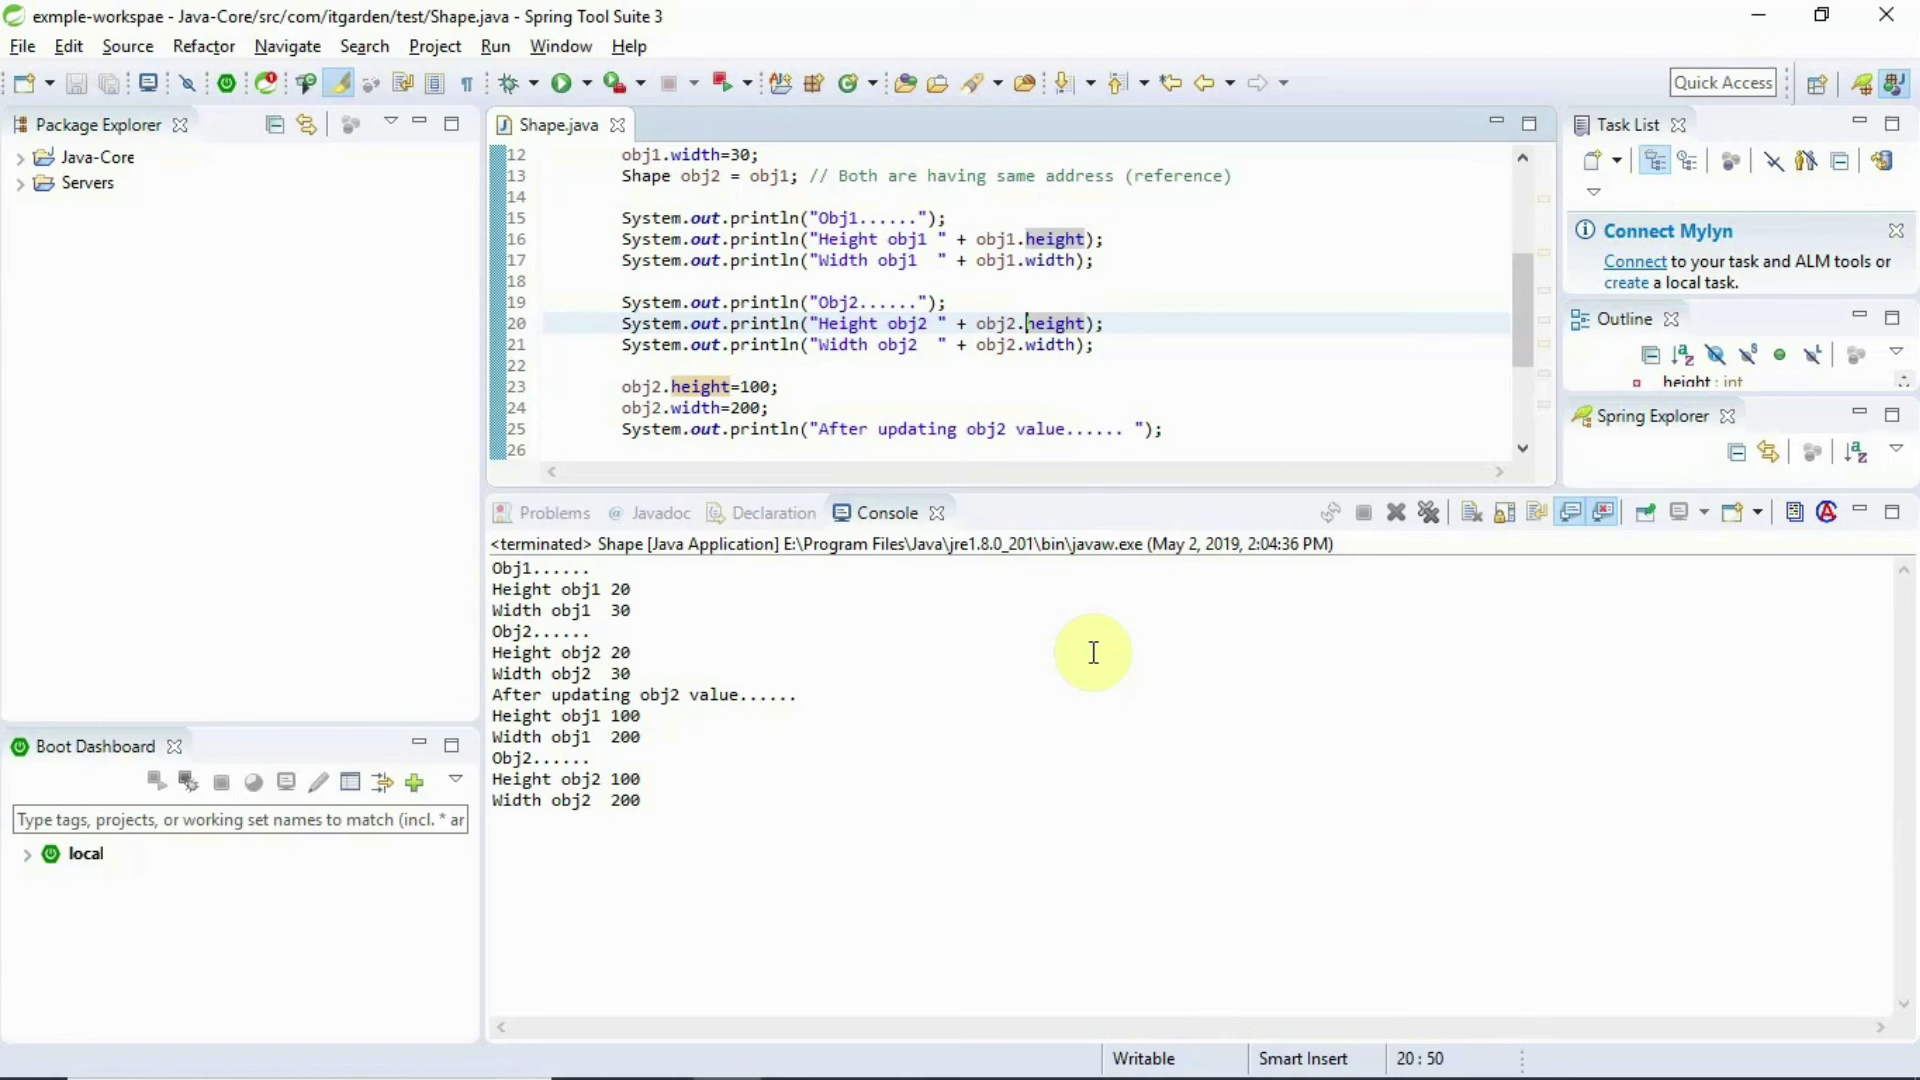 exmple-workspae - Java-Core/src/com/itgarden/test/Shape.java - Spring Tool Suite 3
File Edit Source Refactor Navigate Search Project Run Window Help
Quick Access
Package Explorer
Java-Core
Servers
Shape.java
12 obj1.width=30;
13 Shape obj2 = obj1; // Both are having same address (reference)
14
15 System.out.println("Obj1......");
16 System.out.println("Height obj1 " + obj1.height);
17 System.out.println("Width obj1  " + obj1.width);
18
19 System.out.println("Obj2......");
20 System.out.println("Height obj2 " + obj2.height);
21 System.out.println("Width obj2  " + obj2.width);
22
23 obj2.height=100;
24 obj2.width=200;
25 System.out.println("After updating obj2 value...... ");
26
Task List
Connect Mylyn
Connect to your task and ALM tools or
create a local task.
Outline
height : int
Spring Explorer
Problems @ Javadoc Declaration Console
<terminated> Shape [Java Application] E:\Program Files\Java\jre1.8.0_201\bin\javaw.exe (May 2, 2019, 2:04:36 PM)
Obj1......
Height obj1 20
Width obj1  30
Obj2......
Height obj2 20
Width obj2  30
After updating obj2 value......
Height obj1 100
Width obj1  200
Obj2......
Height obj2 100
Width obj2  200
Boot Dashboard
Type tags, projects, or working set names to match (incl. * ar
local
Writable Smart Insert 20 : 50